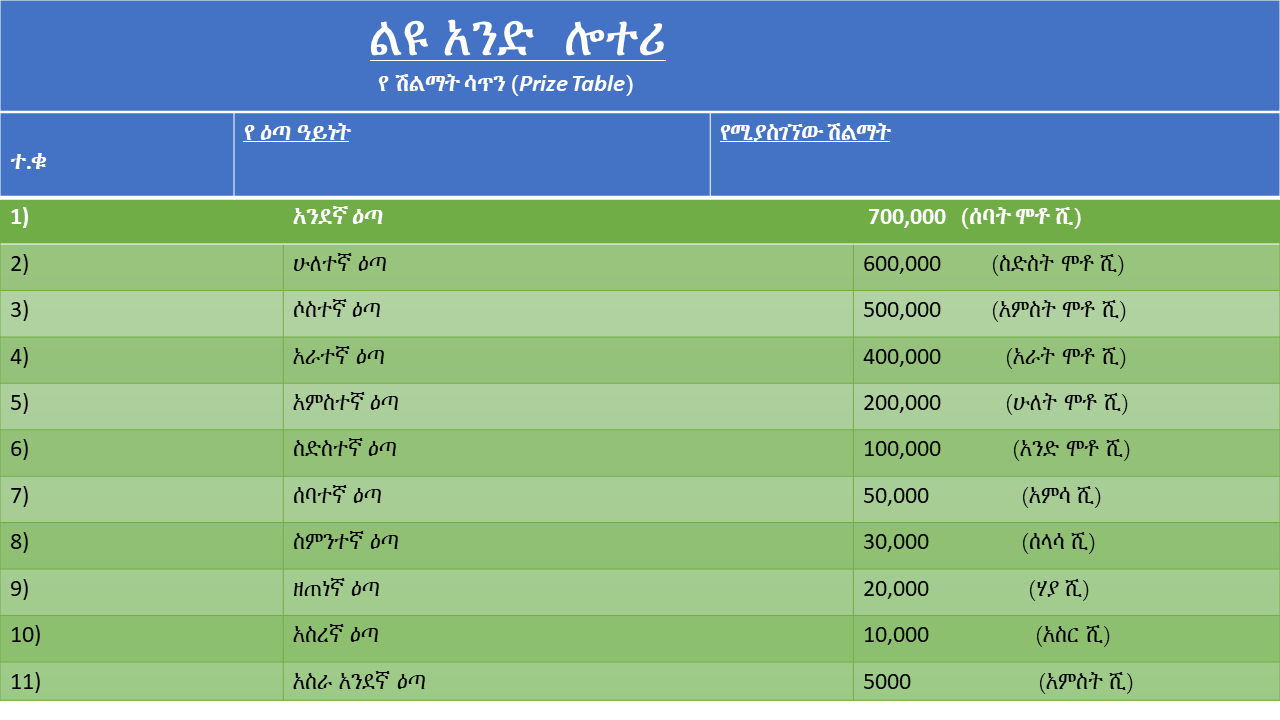 ልዩ አንድ ሎተሪ
የ ሽልማት ሳጥን (Prize Table)
ተ.ቁ የ ዕጣ ዓይነት የሚያስገኘው ሽልማት
1) አንደኛ ዕጣ 700,000 (ሰባት ሞቶ ሺ)
2) ሁለተኛ ዕጣ 600,000 (ስድስት ሞቶ ሺ)
3) ሶስተኛ ዕጣ 500,000 (አምስት ሞቶ ሺ)
4) አራተኛ ዕጣ 400,000 (አራት ሞቶ ሺ)
5) አምስተኛ ዕጣ 200,000 (ሁለት ሞቶ ሺ)
6) ስድስተኛ ዕጣ 100,000 (አንድ ሞቶ ሺ)
7) ሰባተኛ ዕጣ 50,000 (አምሳ ሺ)
8) ስምንተኛ ዕጣ 30,000 (ሰላሳ ሺ)
9) ዘጠነኛ ዕጣ 20,000 (ሃያ ሺ)
10) አስረኛ ዕጣ 10,000 (አስር ሺ)
11) አስራ አንደኛ ዕጣ 5000 (አምስት ሺ)